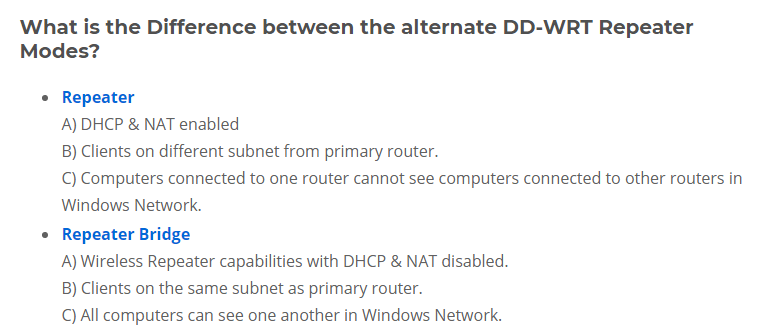 What is the Difference between the alternate DD-WRT Repeater
Modes?
Repeater
A) DHCP & NAT enabled
B) Clients on different subnet from primary router.
C) Computers connected to one router cannot see computers connected to other routers in
Windows Network.
Repeater Bridge
A) Wireless Repeater capabilities with DHCP & NAT disabled.
B) Clients on the same subnet as primary router.
C) All computers can see one another in Windows Network.